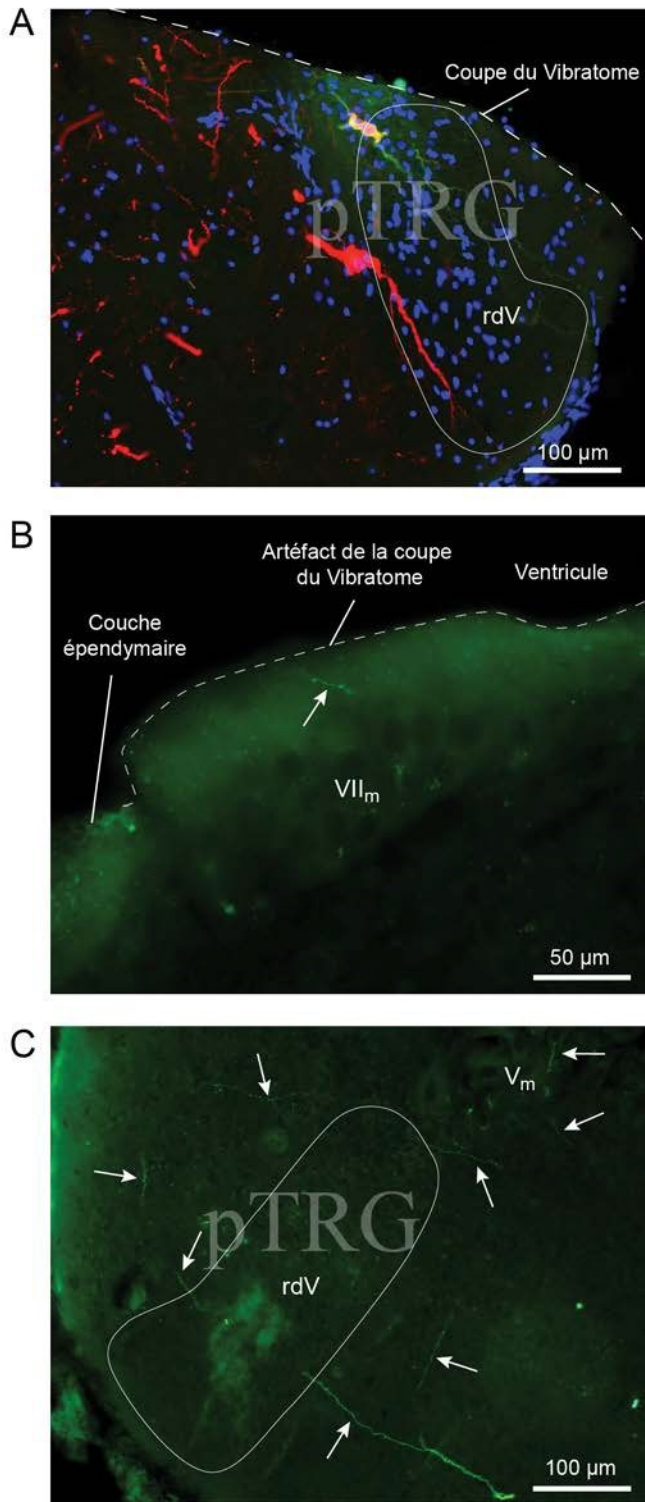 A
Coupe du Vibratome
pTRG
rdV
100 µm
B
Artéfact de la coupe
du Vibratome
Ventricule
Couche
épendymaire
VIIm
50 µm
C
Vm
pTRG
rdV
100 µm